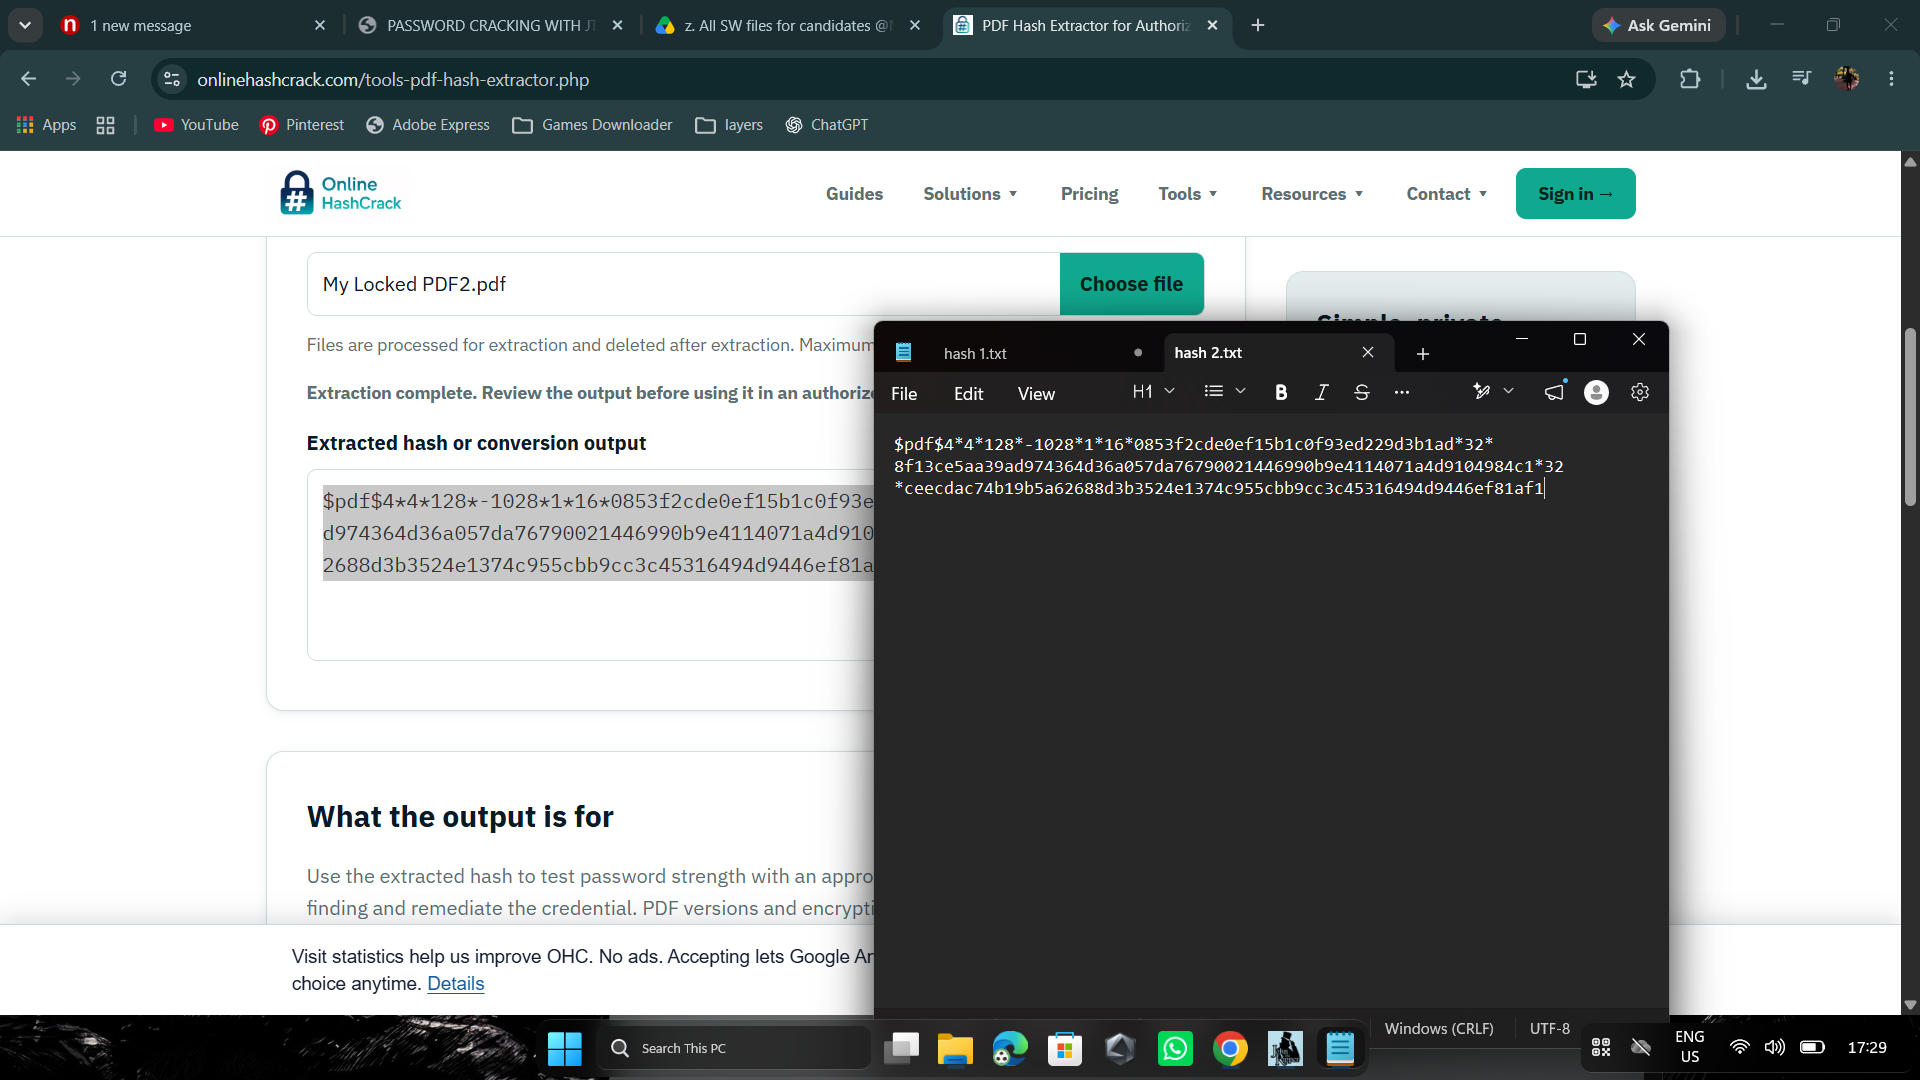 1 new message
PASSWORD CRACKING WITH
z. All SW files for candidates @
PDF Hash Extractor for Authoriz
Ask Gemini
onlinehashcrack.com/tools-pdf-hash-extractor.php
Apps
YouTube
Pinterest
Adobe Express
Games Downloader
layers
ChatGPT
Online
HashCrack
Guides
Solutions
Pricing
Tools
Resources
Contact
Sign in →
My Locked PDF2.pdf
Choose file
Files are processed for extraction and deleted after extraction. Maximum
Extraction complete. Review the output before using it in an authorize
Extracted hash or conversion output
$pdf$4*4*128*-1028*1*16*0853f2cde0ef15b1c0f93e
d974364d36a057da76790021446990b9e4114071a4d910
2688d3b3524e1374c955cbb9cc3c45316494d9446ef81a
What the output is for
Use the extracted hash to test password strength with an appro
finding and remediate the credential. PDF versions and encrypti
Visit statistics help us improve OHC. No ads. Accepting lets Google An
choice anytime. Details
hash 1.txt
hash 2.txt
File
Edit
View
H1
B
I
S
$pdf$4*4*128*-1028*1*16*0853f2cde0ef15b1c0f93ed229d3b1ad*32*
8f13ce5aa39ad974364d36a057da76790021446990b9e4114071a4d9104984c1*32
*ceecdac74b19b5a62688d3b3524e1374c955cbb9cc3c45316494d9446ef81af1
Windows (CRLF)
UTF-8
Search This PC
ENG
US
17:29